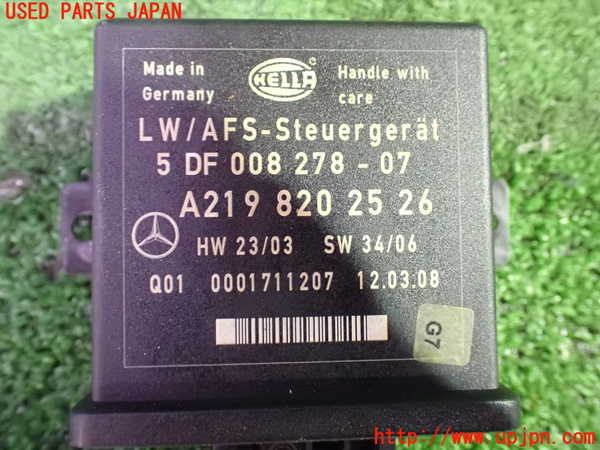 USED PARTS JAPAN
Made in
Germany
HELLA
Handle with
care
LW/AFS-Steuergerät
5 DF 008 278 - 07
A219 820 25 26
HW 23/03 SW 34/06
Q01 0001711207 12.03.08
G7
http://www.upjpm.com/